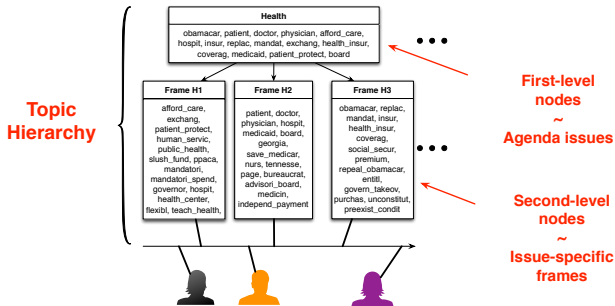 Health
obamacar, patient, doctor, physician, afford_care,
hospit, insur, replac, mandat, exchang, health_insur,
coverag, medicaid, patient_protect, board
Topic
Hierarchy
Frame H1
afford_care,
exchang,
patient_protect,
human_servic,
public_health,
slush_fund, ppaca,
mandatori,
mandatori_spend,
governor, hospit,
health_center,
flexibl, teach_health,
Frame H2
patient, doctor,
physician, hospit,
medicaid, board,
georgia,
save_medicar,
nurs, tennesse,
page, bureaucrat,
advisori_board,
medicin,
independ_payment
Frame H3
obamacar, replac,
mandat, insur,
health_insur,
coverag,
social_secur,
premium,
repeal_obamacar,
entitl,
govern_takeov,
purchas, unconstitut,
preexist_condit
First-level
nodes
~
Agenda issues
Second-level
nodes
~
Issue-specific
frames